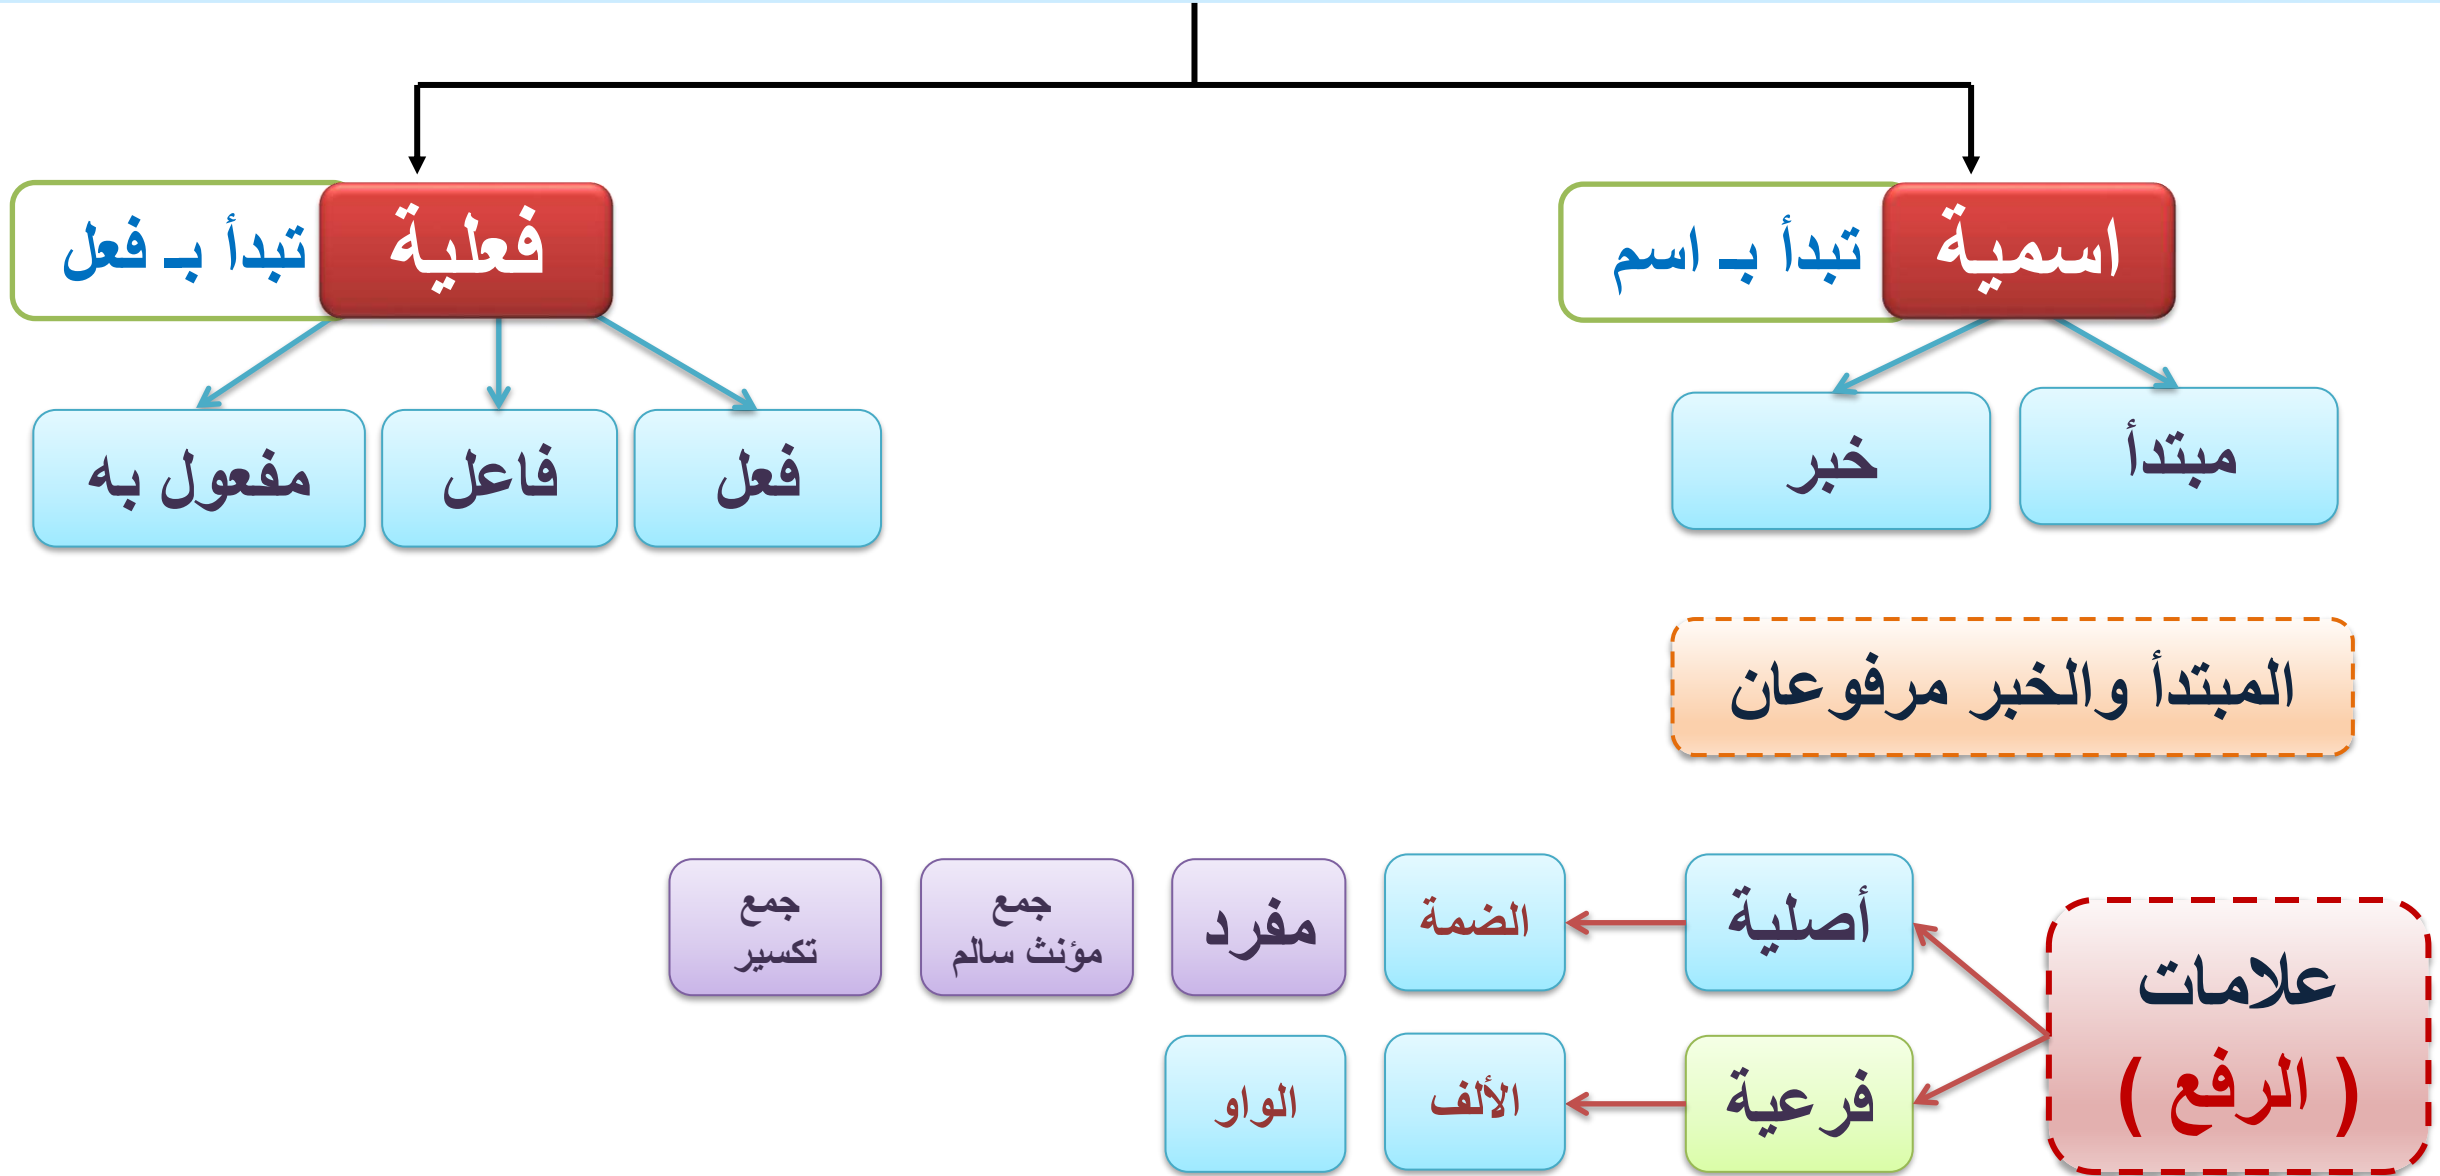 اسمية
تبدأ بـ اسم
فعلية
تبدأ بـ فعل
مبتدأ
خبر
فعل
فاعل
مفعول به
المبتدأ والخبر مرفوعان
علامات
( الرفع )
أصلية
الضمة
مفرد
جمع
مؤنث سالم
جمع
تكسير
فرعية
الألف
الواو